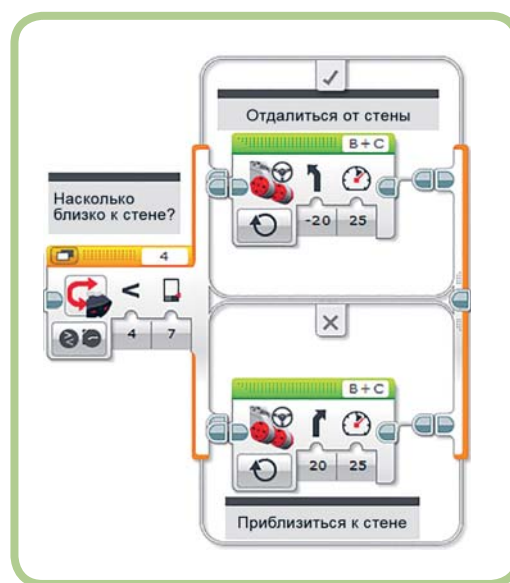 Отдалиться от стены
B + C
-20 25
Насколько
близко к стене?
4
<
4 7
B + C
20 25
Приблизиться к стене